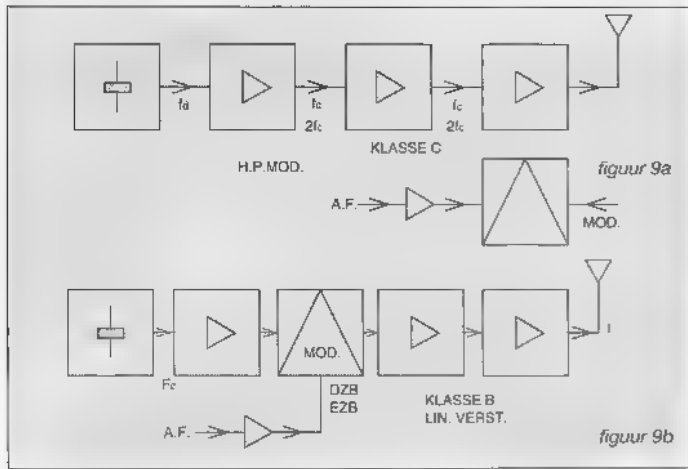 fd
fc
fc
2fc
2fc
KLASSE C
H.P.MOD.
figuur 9a
A.F.
MOD.
MOD.
Fc
DZB
EZB
KLASSE B
LIN. VERST.
A.F.
figuur 9b